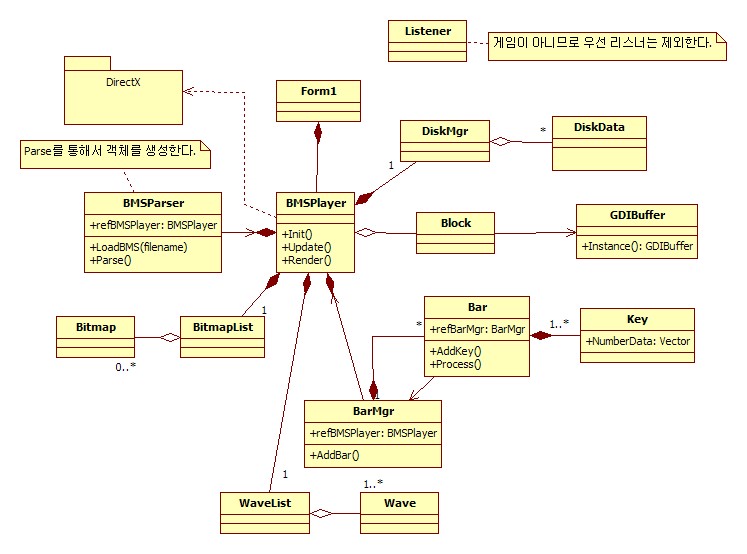 Listener
게임이 아니므로 우선 리스너는 제외한다.
DirectX
Form1
DiskMgr
*
DiskData
1
Parse를 통해서 객체를 생성한다.
BMSParser
+refBMSPlayer: BMSPlayer
+LoadBMS(filename)
+Parse()
BMSPlayer
+Init()
+Update()
+Render()
Block
GDIBuffer
+Instance(): GDIBuffer
Bitmap
0..*
BitmapList
1
Bar
+refBarMgr: BarMgr
+AddKey()
+Process()
*
1..*
Key
+NumberData: Vector
1
BarMgr
+refBMSPlayer: BMSPlayer
+AddBar()
1
WaveList
1..*
Wave